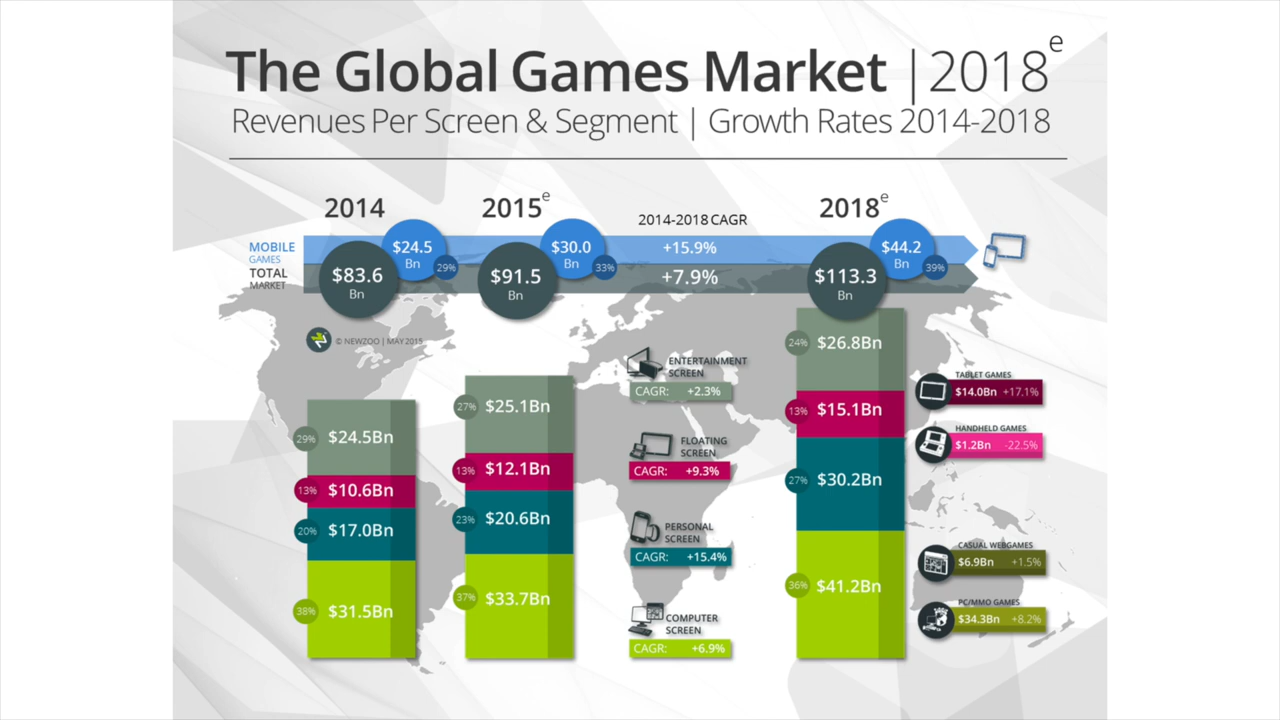 The Global Games Market | 2018e
Revenues Per Screen & Segment | Growth Rates 2014-2018
2014
2015e
2014-2018 CAGR
2018e
MOBILE
GAMES
$24.5
Bn
29%
$30.0
Bn
33%
+15.9%
$44.2
Bn
39%
TOTAL
MARKET
$83.6
Bn
$91.5
Bn
+7.9%
$113.3
Bn
© NEWZOO | MAY 2015
29%
$24.5Bn
13%
$10.6Bn
20%
$17.0Bn
38%
$31.5Bn
27%
$25.1Bn
13%
$12.1Bn
23%
$20.6Bn
37%
$33.7Bn
ENTERTAINMENT
SCREEN
CAGR: +2.3%
FLOATING
SCREEN
CAGR: +9.3%
PERSONAL
SCREEN
CAGR: +15.4%
COMPUTER
SCREEN
CAGR: +6.9%
24%
$26.8Bn
13%
$15.1Bn
27%
$30.2Bn
36%
$41.2Bn
TABLET GAMES
$14.0Bn +17.1%
HANDHELD GAMES
$1.2Bn -22.5%
CASUAL WEBGAMES
$6.9Bn +1.5%
PC/MMO GAMES
$34.3Bn +8.2%